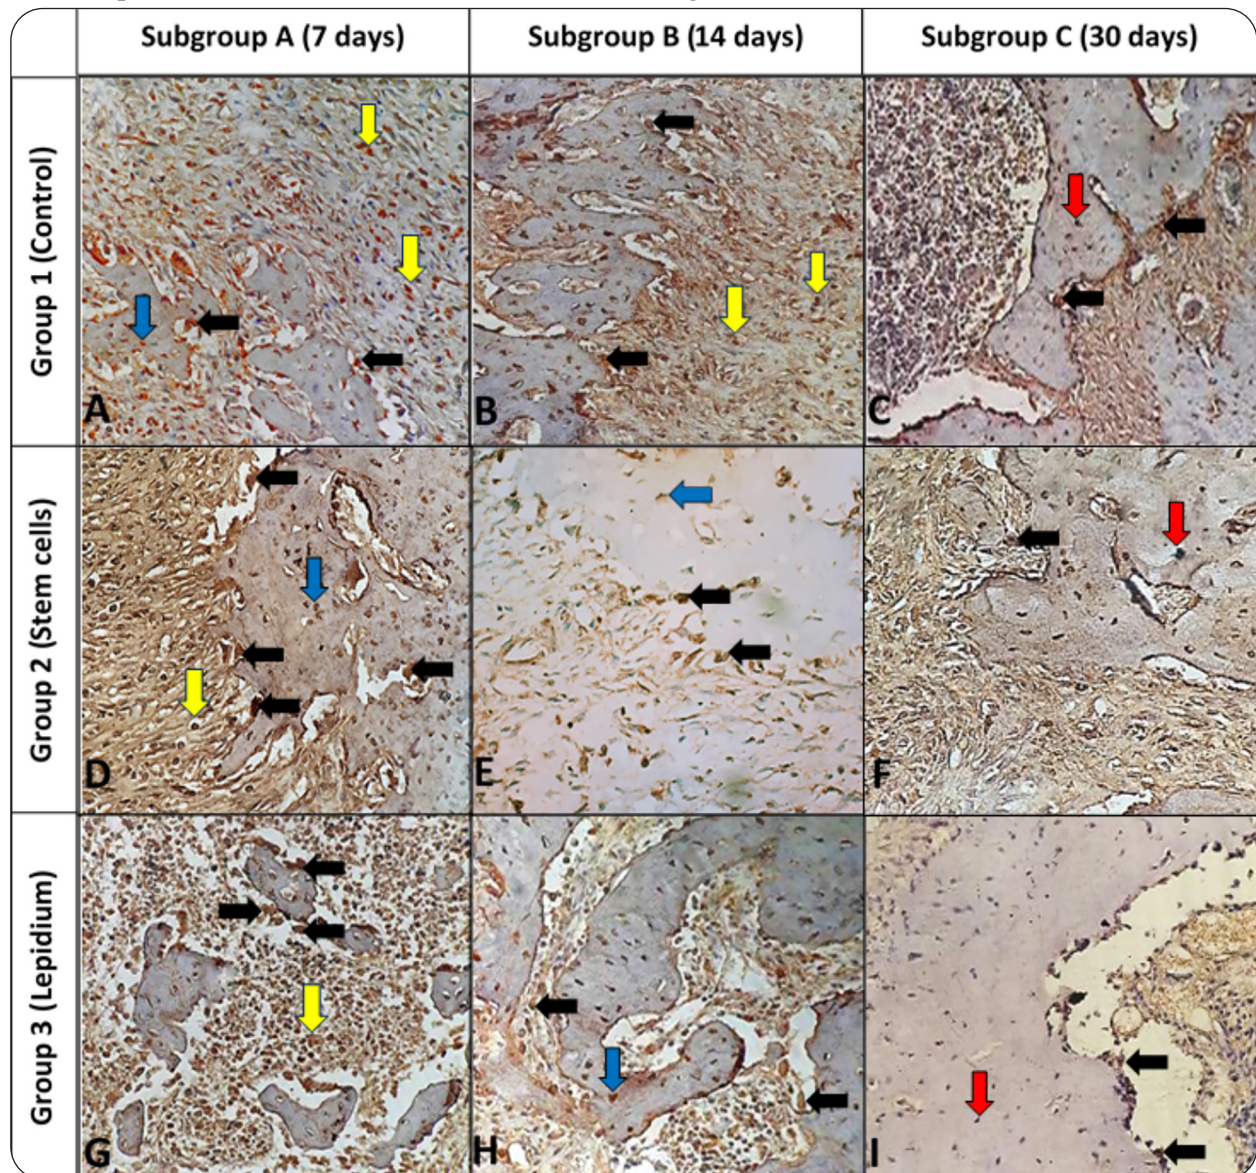 Subgroup A (7 days)
Subgroup B (14 days)
Subgroup C (30 days)
Group 1 (Control)
A
B
C
Group 2 (Stem cells)
D
E
F
Group 3 (Lepidium)
G
H
I